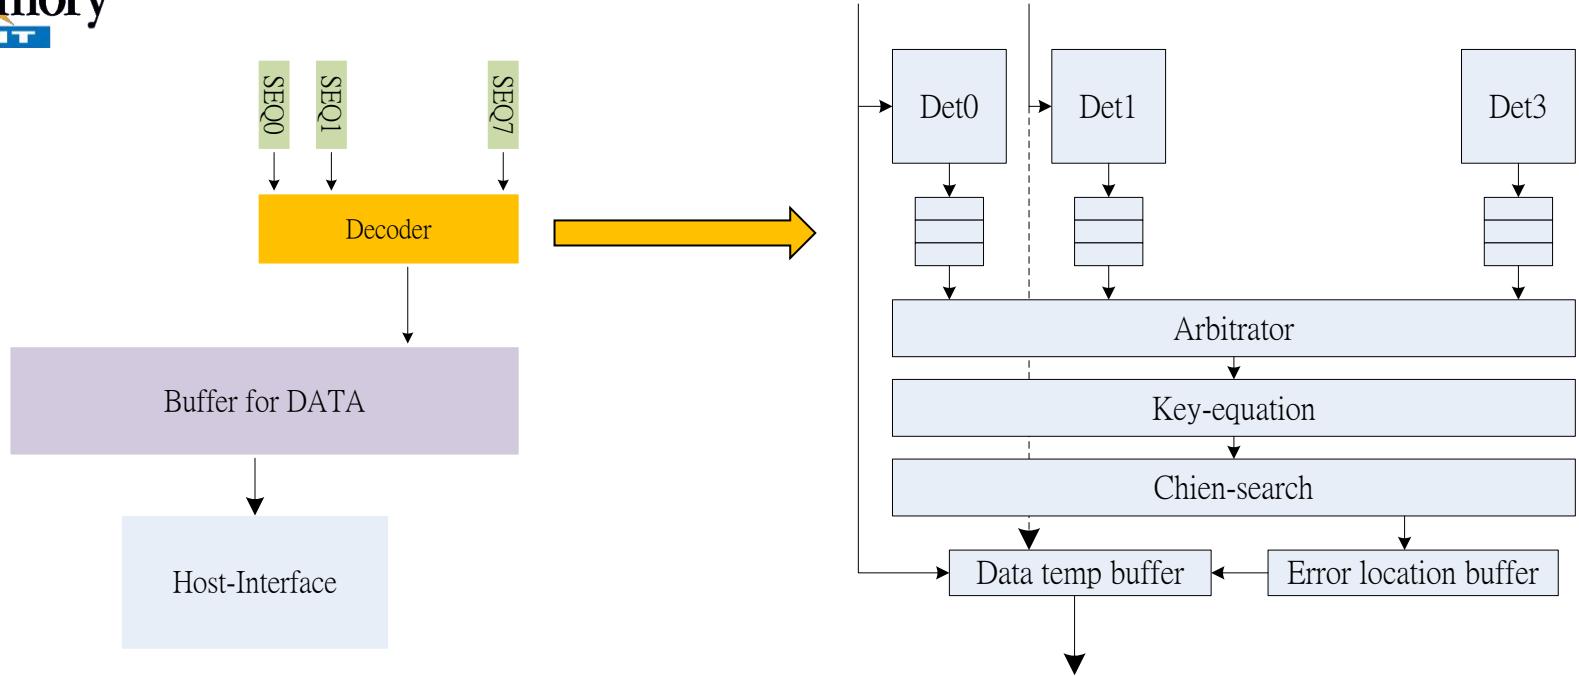 SEQ0
SEQ1
SEQ7
Decoder
Buffer for DATA
Host-Interface
Det0
Det1
Det3
Arbitrator
Key-equation
Chien-search
Data temp buffer
Error location buffer